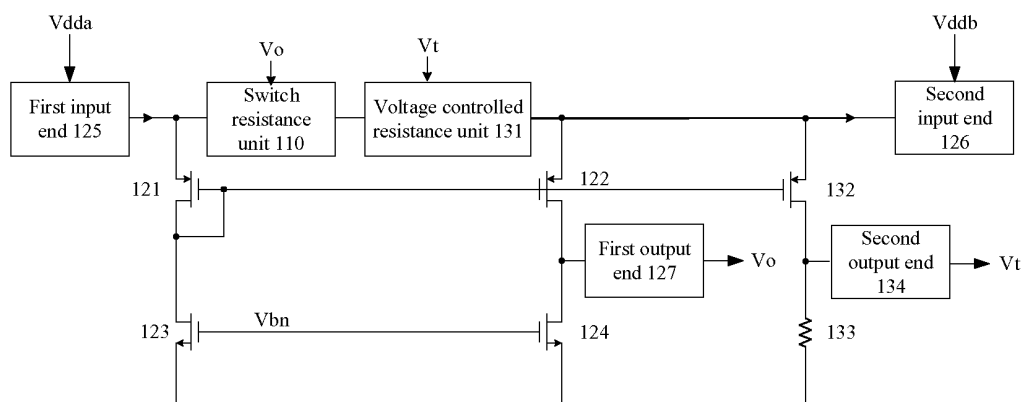 Vdda
Vo
Vt
Vddb
First input
end 125
Switch
resistance
unit 110
Voltage controlled
resistance unit 131
Second
input end
126
121
122
132
First output
end 127
Vo
Second
output end
134
Vt
123
Vbn
124
133